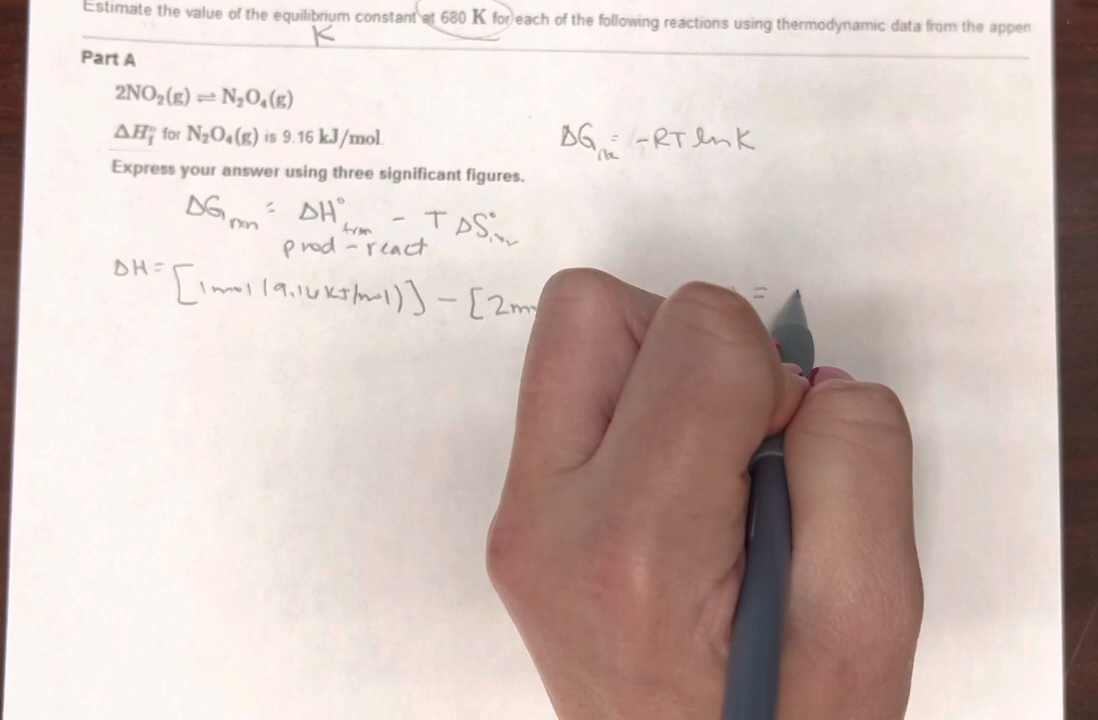 Estimate the value of the equilibrium constant at 680 K for each of the following reactions using thermodynamic data from the appen
K
Part A
2NO₂(g) ⇌ N₂O₄(g)
ΔH°f for N₂O₄(g) is 9.16 kJ/mol.
ΔG = -RT ln K
Express your answer using three significant figures.
ΔG rxn = ΔH° - T ΔS°
prod - react
ΔH = [1mol (9.16 kJ/mol)] - [2m =